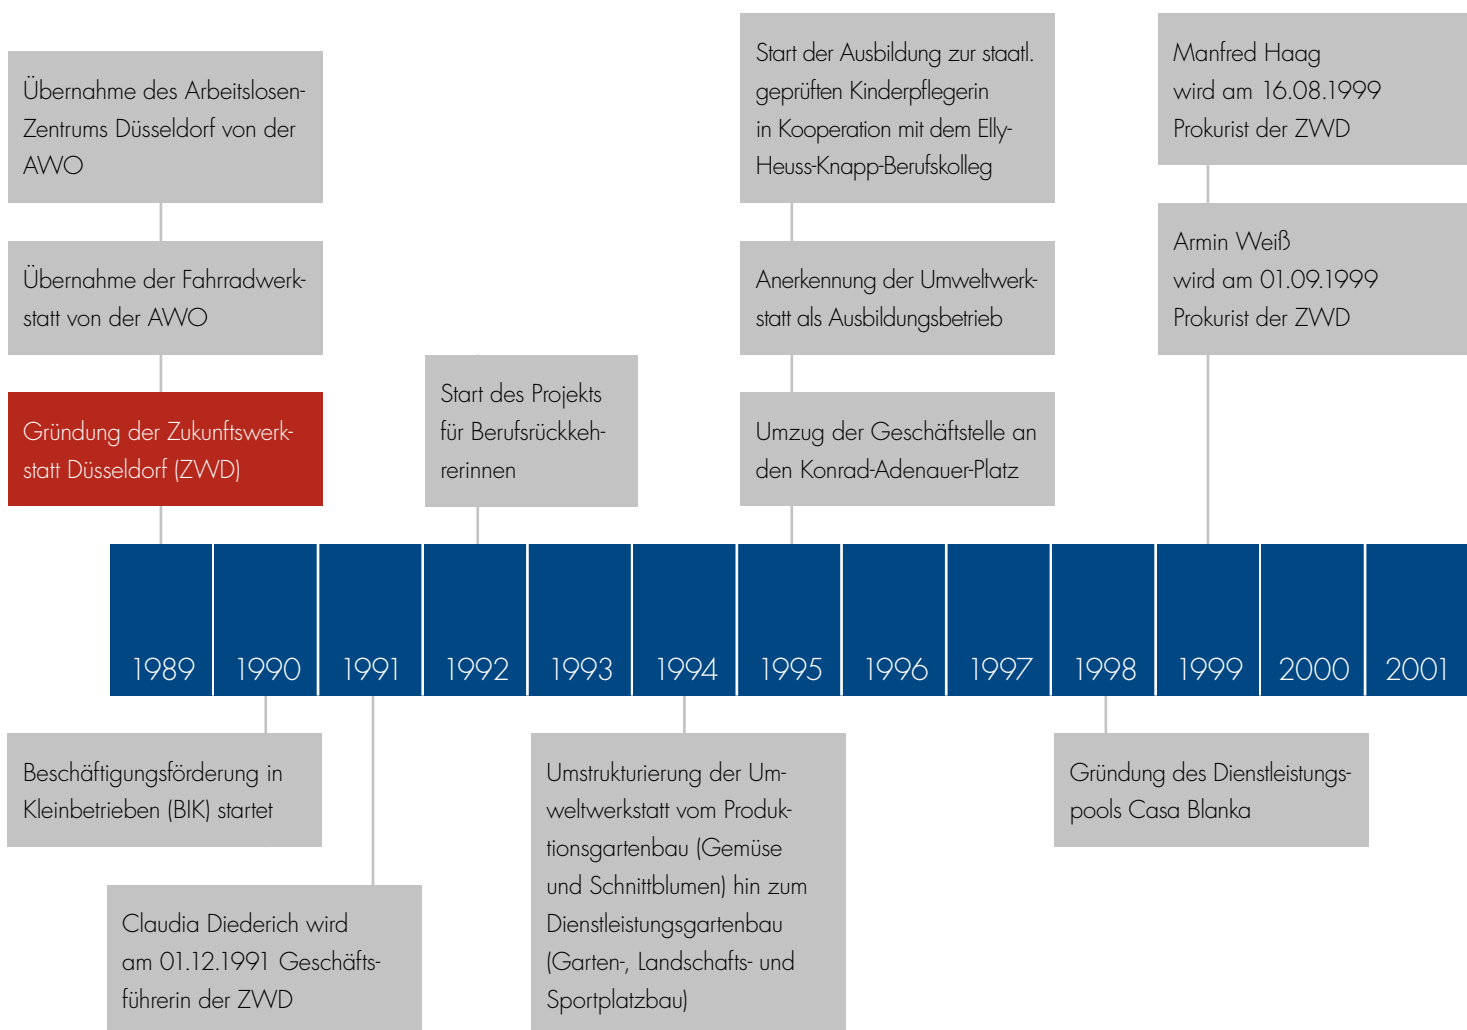 Übernahme des Arbeitslosen-
Zentrums Düsseldorf von der
AWO
Übernahme der Fahrradwerk-
statt von der AWO
Gründung der Zukunftswerk-
statt Düsseldorf (ZWD)
Start des Projekts
für Berufsrückkeh-
rerinnen
Start der Ausbildung zur staatl.
geprüften Kinderpflegerin
in Kooperation mit dem Elly-
Heuss-Knapp-Berufskolleg
Anerkennung der Umweltwerk-
statt als Ausbildungsbetrieb
Umzug der Geschäftstelle an
den Konrad-Adenauer-Platz
Manfred Haag
wird am 16.08.1999
Prokurist der ZWD
Armin Weiß
wird am 01.09.1999
Prokurist der ZWD
1989 1990 1991 1992 1993 1994 1995 1996 1997 1998 1999 2000 2001
Beschäftigungsförderung in
Kleinbetrieben (BIK) startet
Claudia Diederich wird
am 01.12.1991 Geschäfts-
führerin der ZWD
Umstrukturierung der Um-
weltwerkstatt vom Produk-
tionsgartenbau (Gemüse
und Schnittblumen) hin zum
Dienstleistungsgartenbau
(Garten-, Landschafts- und
Sportplatzbau)
Gründung des Dienstleistungs-
pools Casa Blanka